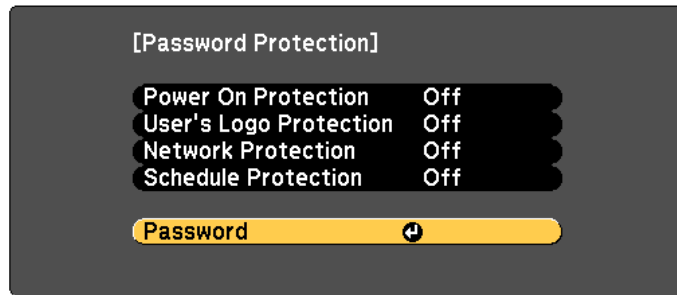 [Password Protection]
Power On Protection Off
User's Logo Protection Off
Network Protection Off
Schedule Protection Off
Password